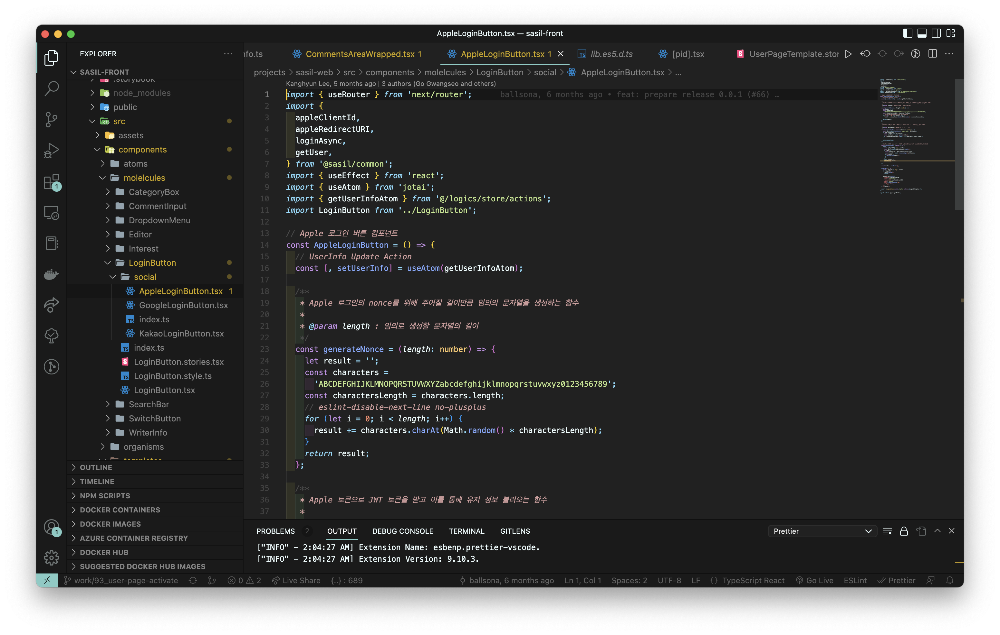 AppleLoginButton.tsx — sasil-front
EXPLORER
nfo.ts
CommentsAreaWrapped.tsx 1
AppleLoginButton.tsx 1
lib.es5.d.ts
[pid].tsx
UserPageTemplate.stor
projects > sasil-web > src > components > molelcules > LoginButton > social > AppleLoginButton.tsx > ...
SASIL-FRONT
.storybook
node_modules
public
src
assets
components
atoms
molelcules
CategoryBox
CommentInput
DropdownMenu
Editor
Interest
LoginButton
social
AppleLoginButton.tsx 1
GoogleLoginButton.tsx
index.ts
KakaoLoginButton.tsx
index.ts
LoginButton.stories.tsx
LoginButton.style.ts
LoginButton.tsx
SearchBar
SwitchButton
WriterInfo
organisms
templates
OUTLINE
TIMELINE
NPM SCRIPTS
DOCKER CONTAINERS
DOCKER IMAGES
AZURE CONTAINER REGISTRY
DOCKER HUB
SUGGESTED DOCKER HUB IMAGES
Kanghyun Lee, 5 months ago | 3 authors (Go Gwangseo and others)
1 import { useRouter } from 'next/router'; ballsona, 6 months ago • feat: prepare release 0.0.1 (#66) …
2 import {
3 appleClientId,
4 appleRedirectURI,
5 loginAsync,
6 getUser,
7 } from '@sasil/common';
8 import { useEffect } from 'react';
9 import { useAtom } from 'jotai';
10 import { getUserInfoAtom } from '@/logics/store/actions';
11 import LoginButton from '../LoginButton';
12
13 // Apple 로그인 버튼 컴포넌트
14 const AppleLoginButton = () => {
15 // UserInfo Update Action
16 const [, setUserInfo] = useAtom(getUserInfoAtom);
17
18 /**
19 * Apple 로그인의 nonce를 위해 주어질 길이만큼 임의의 문자열을 생성하는 함수
20 *
21 * @param length : 임의로 생성할 문자열의 길이
22 */
23 const generateNonce = (length: number) => {
24 let result = '';
25 const characters =
26 'ABCDEFGHIJKLMNOPQRSTUVWXYZabcdefghijklmnopqrstuvwxyz0123456789';
27 const charactersLength = characters.length;
28 // eslint-disable-next-line no-plusplus
29 for (let i = 0; i < length; i++) {
30 result += characters.charAt(Math.random() * charactersLength);
31 }
32 return result;
33 };
34
35 /**
36 * Apple 토큰으로 JWT 토큰을 받고 이를 통해 유저 정보 불러오는 함수
37 *
PROBLEMS 2 OUTPUT DEBUG CONSOLE TERMINAL GITLENS
Prettier
["INFO" - 2:04:27 AM] Extension Name: esbenp.prettier-vscode.
["INFO" - 2:04:27 AM] Extension Version: 9.10.3.
1
1
work/93_user-page-activate 0 2 Live Share {..} : 689 ballsona, 6 months ago Ln 1, Col 1 Spaces: 2 UTF-8 LF {} TypeScript React Go Live ESLint Prettier